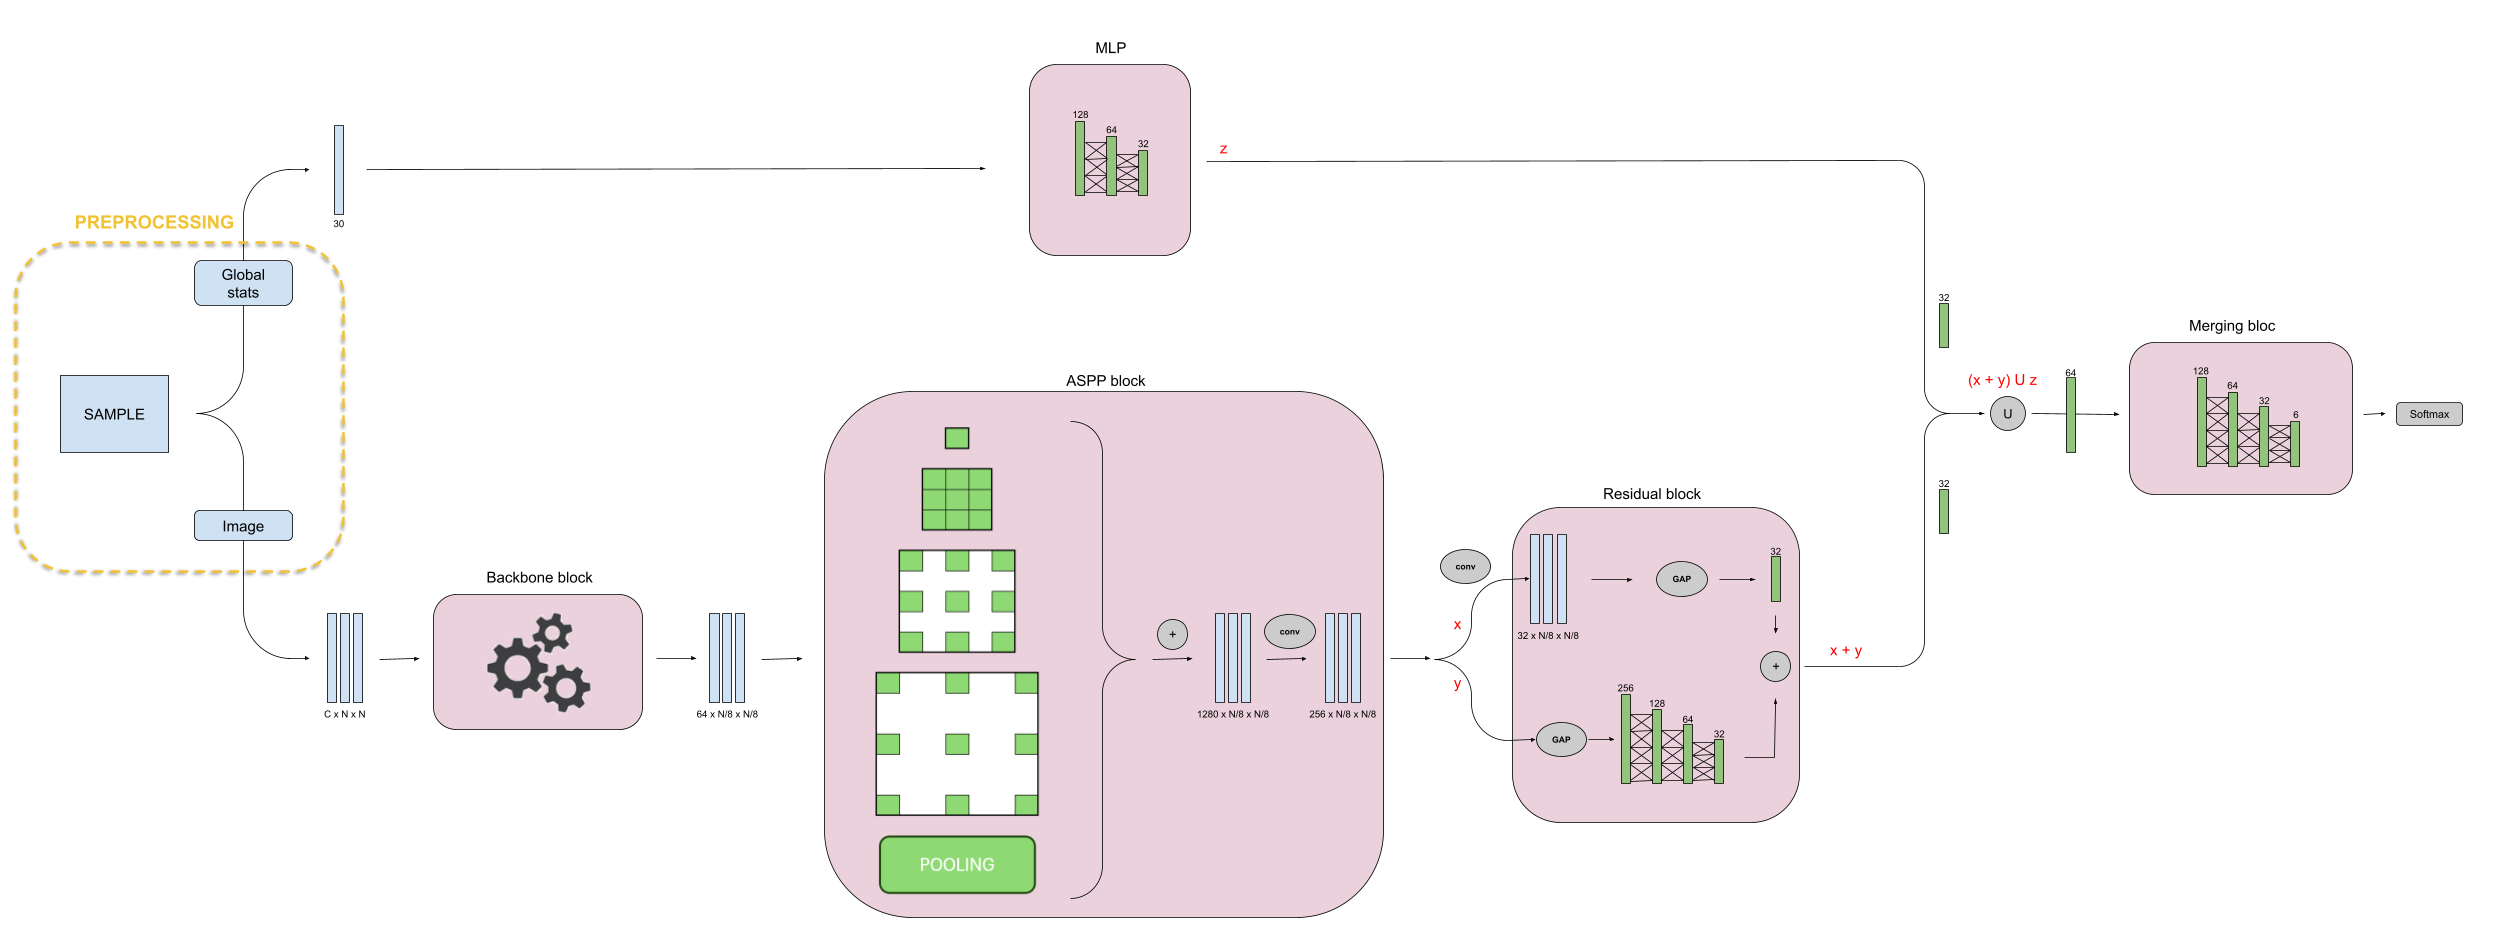 MLP
128
64
32
z
30
PREPROCESSING
Global
stats
SAMPLE
Image
C x N x N
Backbone block
64 x N/8 x N/8
ASPP block
POOLING
+
1280 x N/8 x N/8
conv
256 x N/8 x N/8
x
y
conv
Residual block
32 x N/8 x N/8
GAP
32
+
GAP
256
128
64
32
x + y
32
32
(x + y) U z
U
64
Merging bloc
128
64
32
6
Softmax